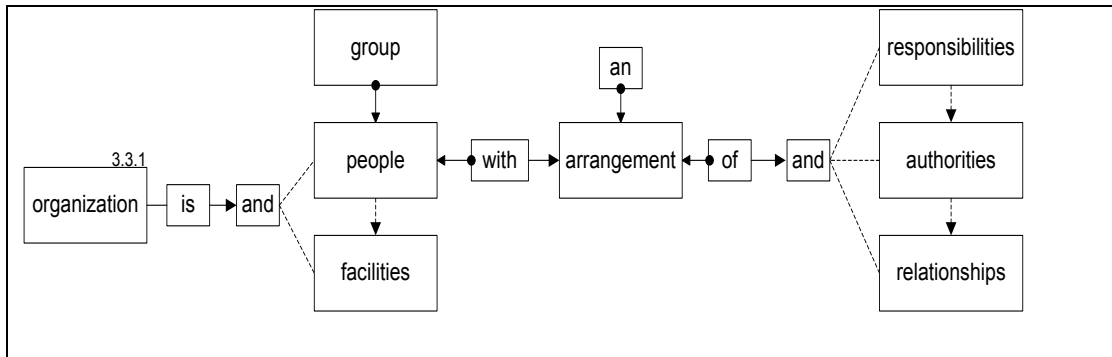 group
responsibilities
an
3.3.1
people
with
arrangement
of
and
authorities
organization
is
and
facilities
relationships